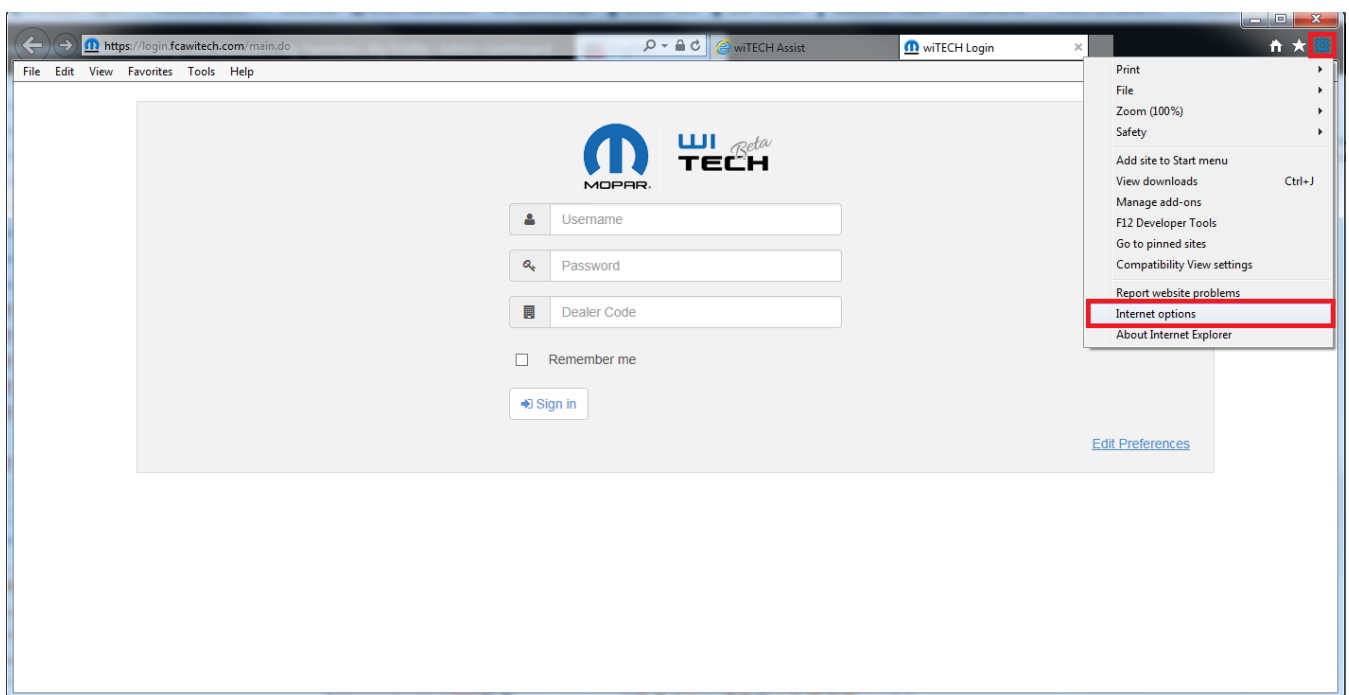 https://login.fcawitech.com/main.do
wiTECH Assist
wiTECH Login
File Edit View Favorites Tools Help
Print
File
Zoom (100%)
Safety
Add site to Start menu
View downloads Ctrl+J
Manage add-ons
F12 Developer Tools
Go to pinned sites
Compatibility View settings
Report website problems
Internet options
About Internet Explorer
MOPAR.
WI Beta
TECH
Username
Password
Dealer Code
Remember me
Sign in
Edit Preferences